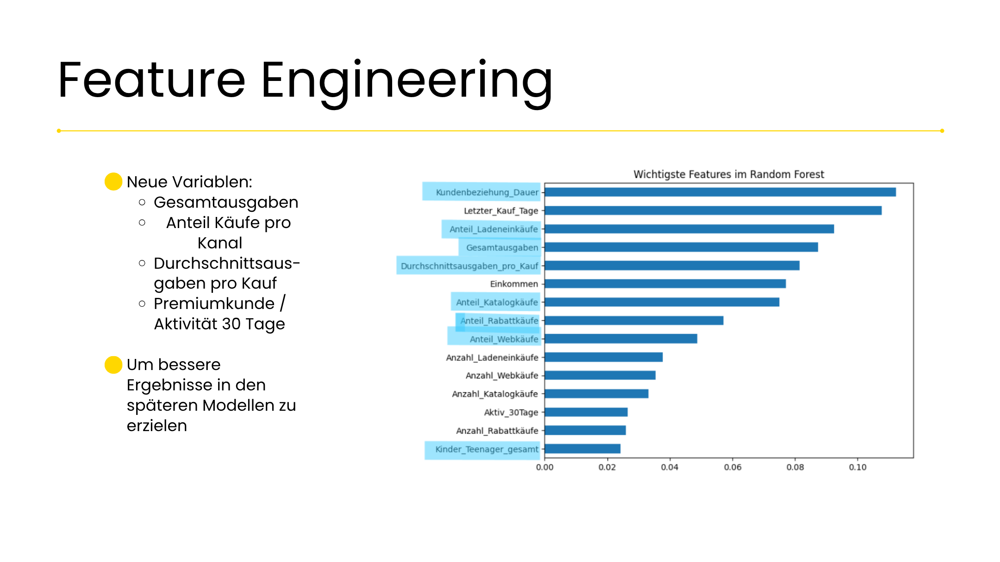 Feature Engineering
Neue Variablen:
Gesamtausgaben
Anteil Käufe pro
Kanal
Durchschnittsaus-
gaben pro Kauf
Premiumkunde /
Aktivität 30 Tage
Um bessere
Ergebnisse in den
späteren Modellen zu
erzielen
Wichtigste Features im Random Forest
Kundenbeziehung_Dauer
Letzter_Kauf_Tage
Anteil_Ladeneinkäufe
Gesamtausgaben
Durchschnittsausgaben_pro_Kauf
Einkommen
Anteil_Katalogkäufe
Anteil_Rabattkäufe
Anteil_Webkäufe
Anzahl_Ladeneinkäufe
Anzahl_Webkäufe
Anzahl_Katalogkäufe
Aktiv_30Tage
Anzahl_Rabattkäufe
Kinder_Teenager_gesamt
0.00 0.02 0.04 0.06 0.08 0.10